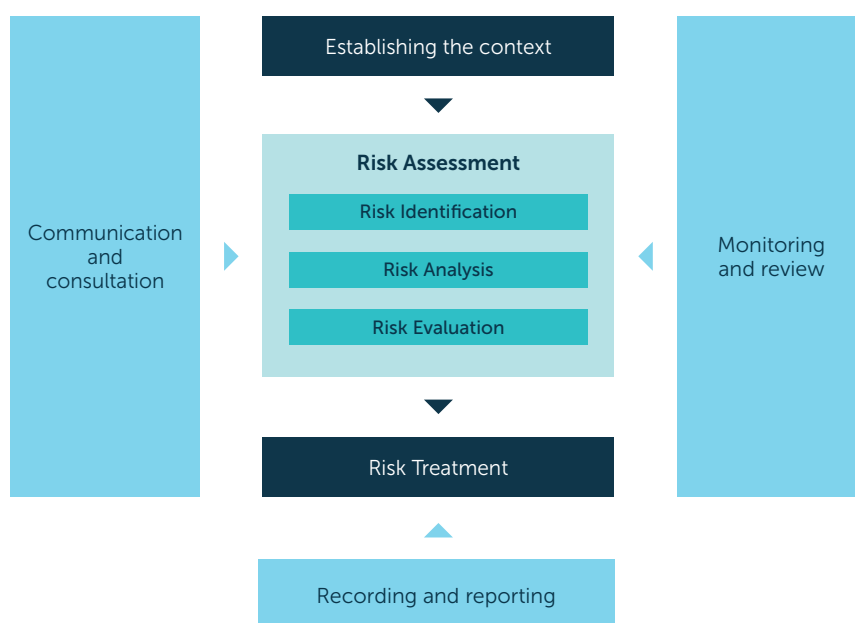 Establishing the context
Risk Assessment
Risk Identification
Risk Analysis
Risk Evaluation
Communication
and
consultation
Monitoring
and review
Risk Treatment
Recording and reporting